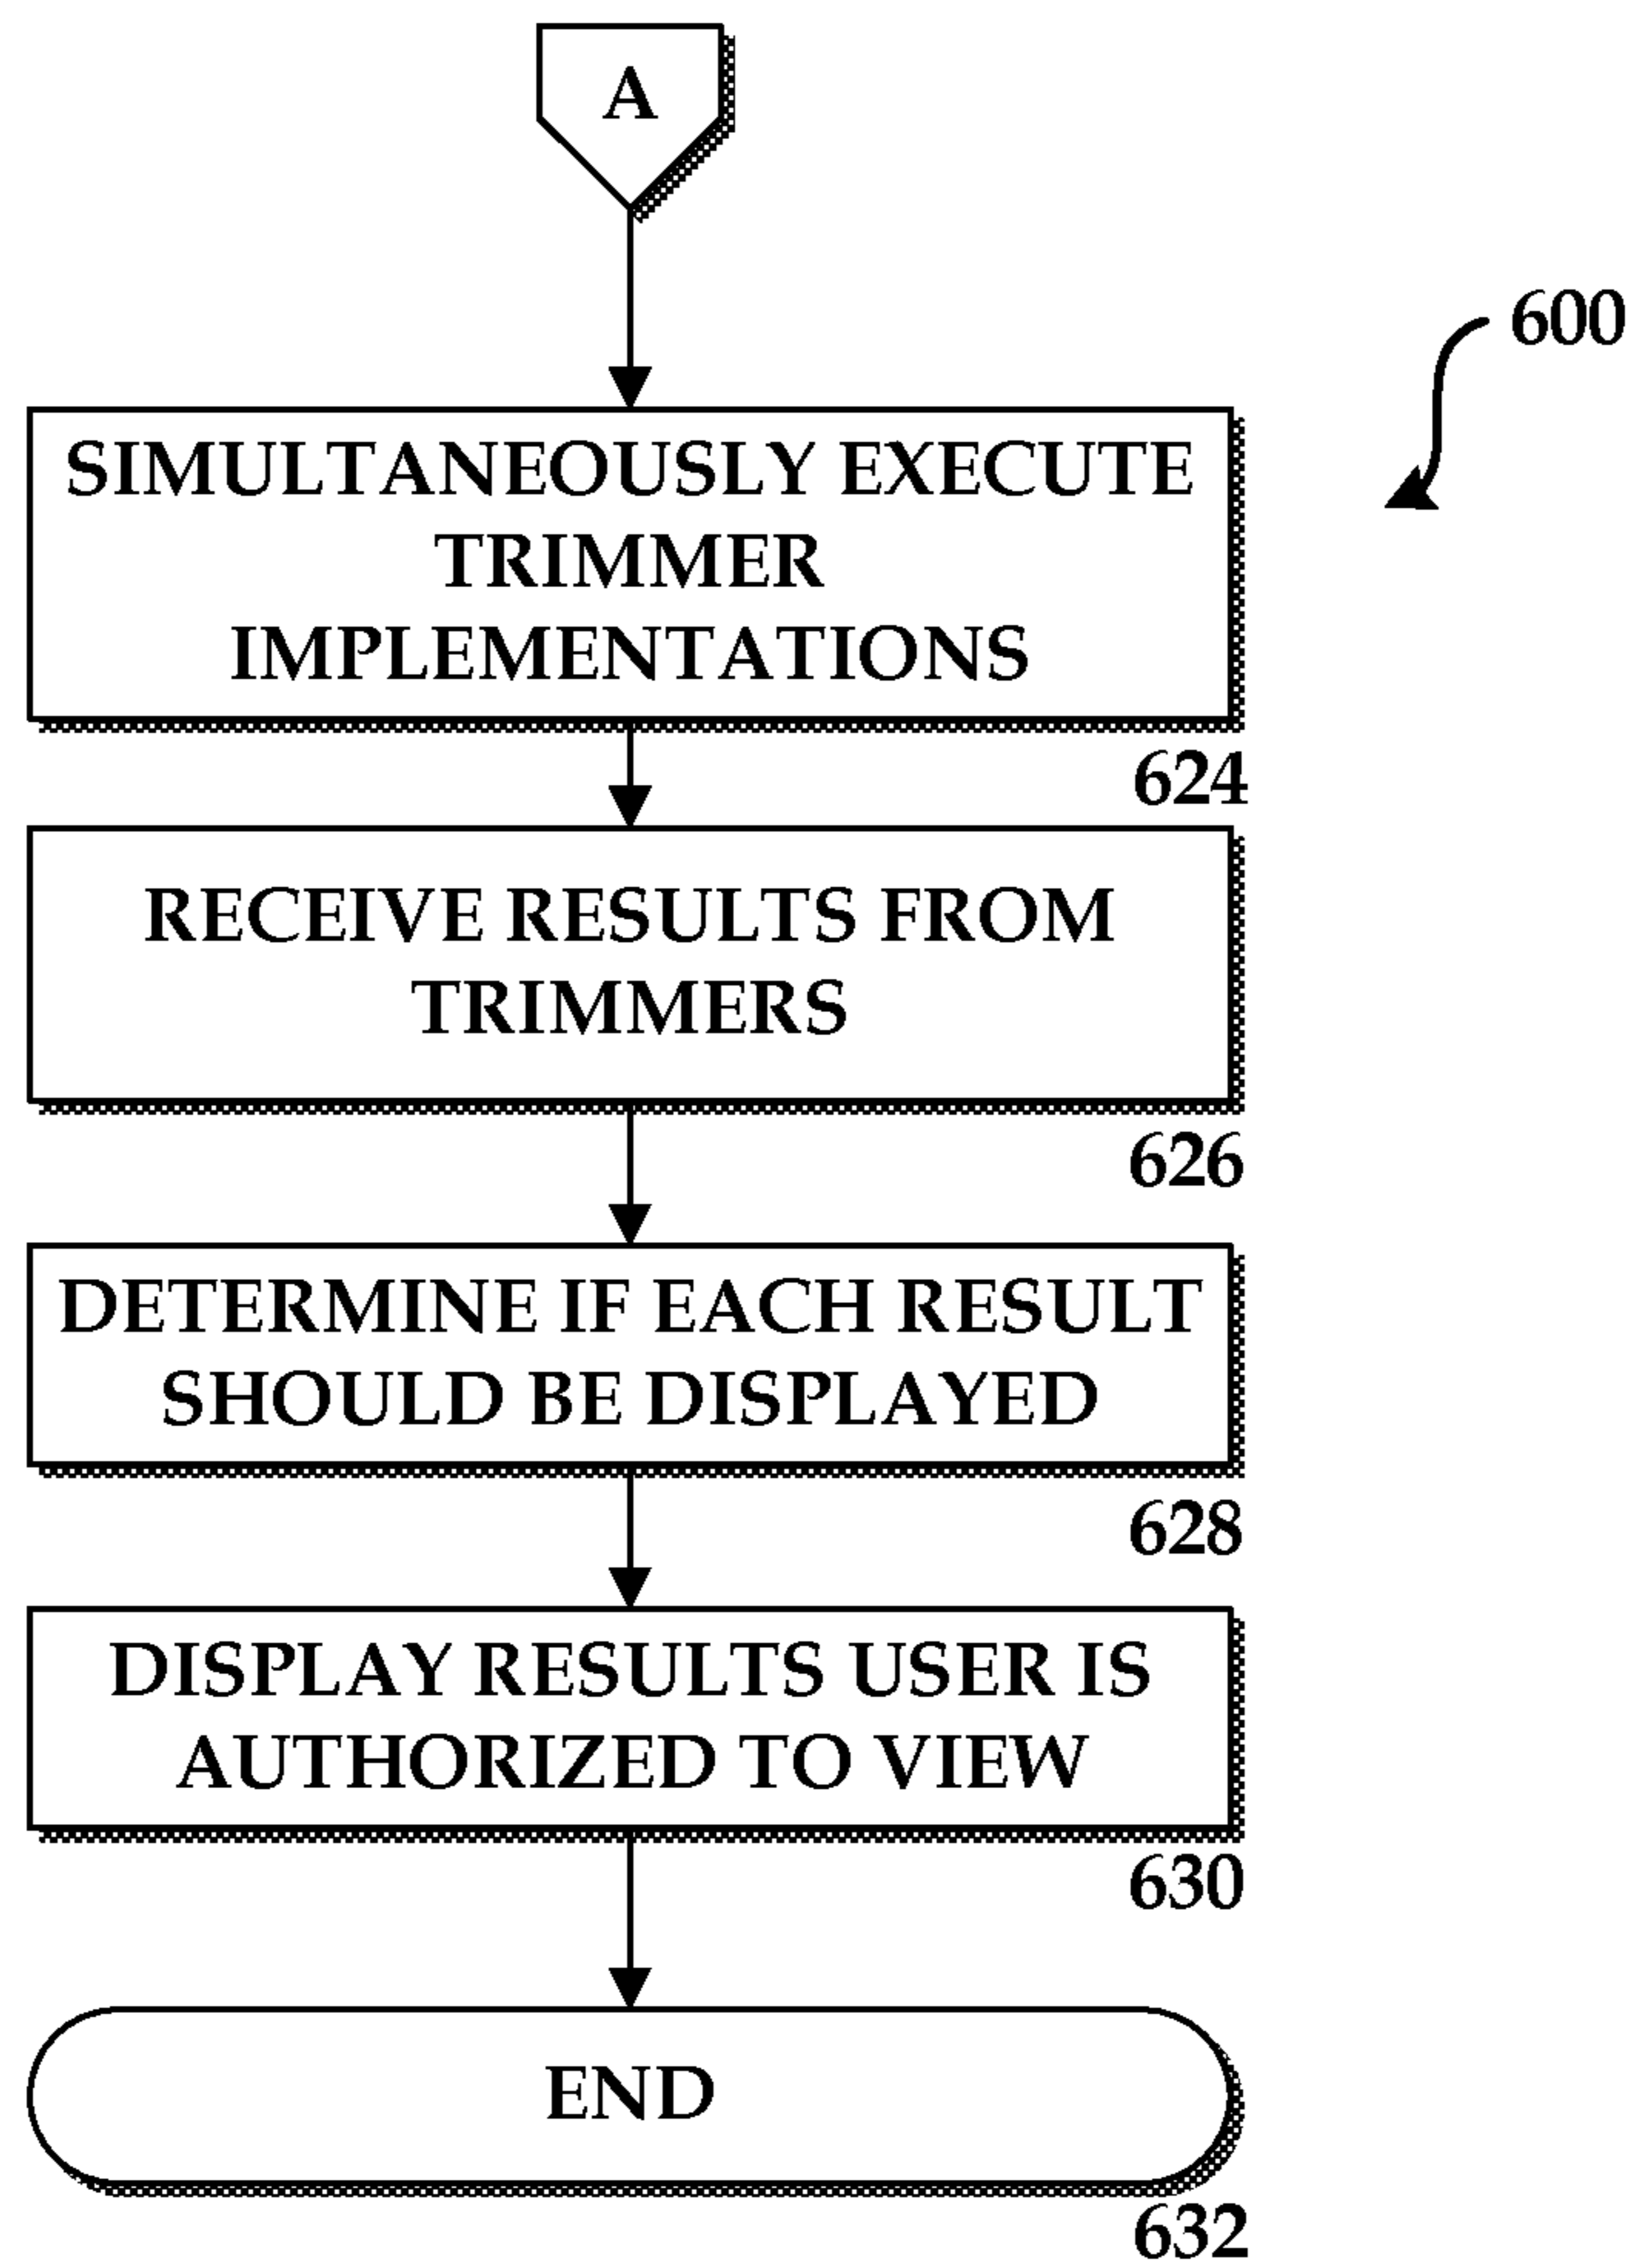 A
600
SIMULTANEOUSLY EXECUTE
TRIMMER
IMPLEMENTATIONS
624
RECEIVE RESULTS FROM
TRIMMERS
626
DETERMINE IF EACH RESULT
SHOULD BE DISPLAYED
628
DISPLAY RESULTS USER IS
AUTHORIZED TO VIEW
630
END
632